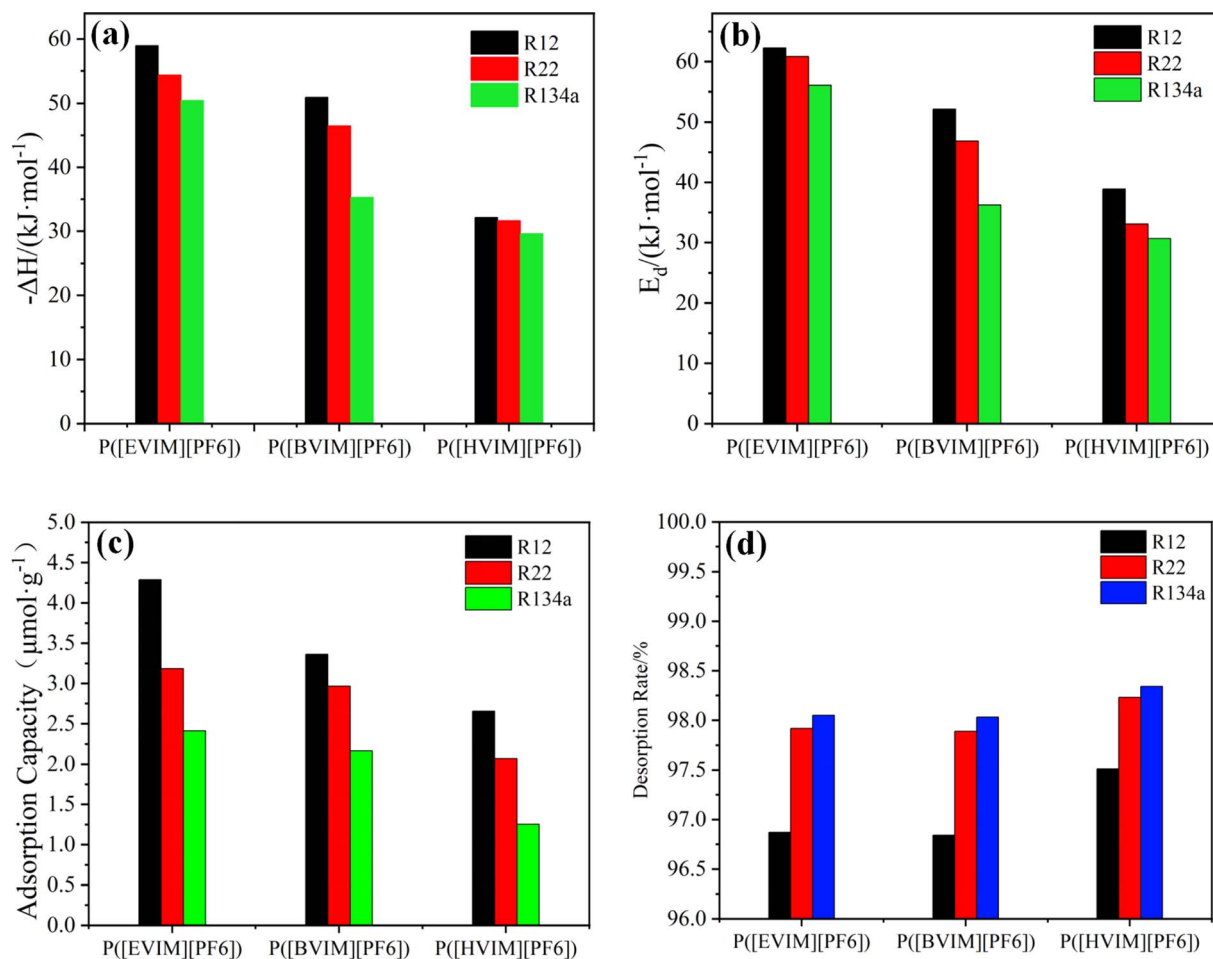 (a)
R12
R22
R134a
-ΔH/(kJ·mol⁻¹)
60
50
40
30
20
10
0
P([EVIM][PF6])
P([BVIM][PF6])
P([HVIM][PF6])
(b)
R12
R22
R134a
E_d/(kJ·mol⁻¹)
60
50
40
30
20
10
0
P([EVIM][PF6])
P([BVIM][PF6])
P([HVIM][PF6])
(c)
R12
R22
R134a
Adsorption Capacity（μmol·g⁻¹）
5.0
4.5
4.0
3.5
3.0
2.5
2.0
1.5
1.0
0.5
0.0
P([EVIM][PF6])
P([BVIM][PF6])
P([HVIM][PF6])
(d)
R12
R22
R134a
Desorption Rate/%
100.0
99.5
99.0
98.5
98.0
97.5
97.0
96.5
96.0
P([EVIM][PF6])
P([BVIM][PF6])
P([HVIM][PF6])